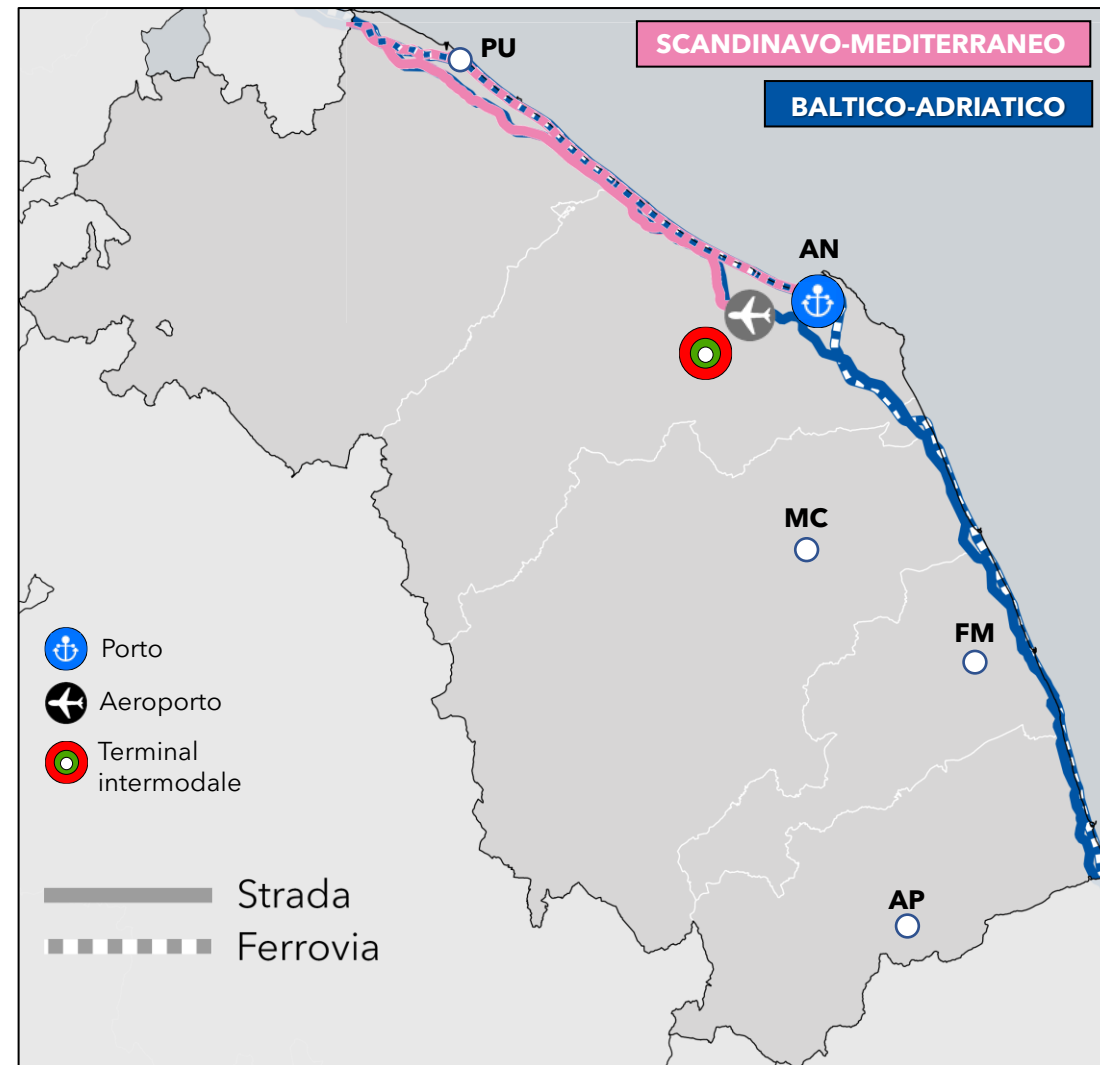 PU
SCANDINAVO-MEDITERRANEO
BALTICO-ADRIATICO
AN
MC
FM
AP
Porto
Aeroporto
Terminal
intermodale
Strada
Ferrovia